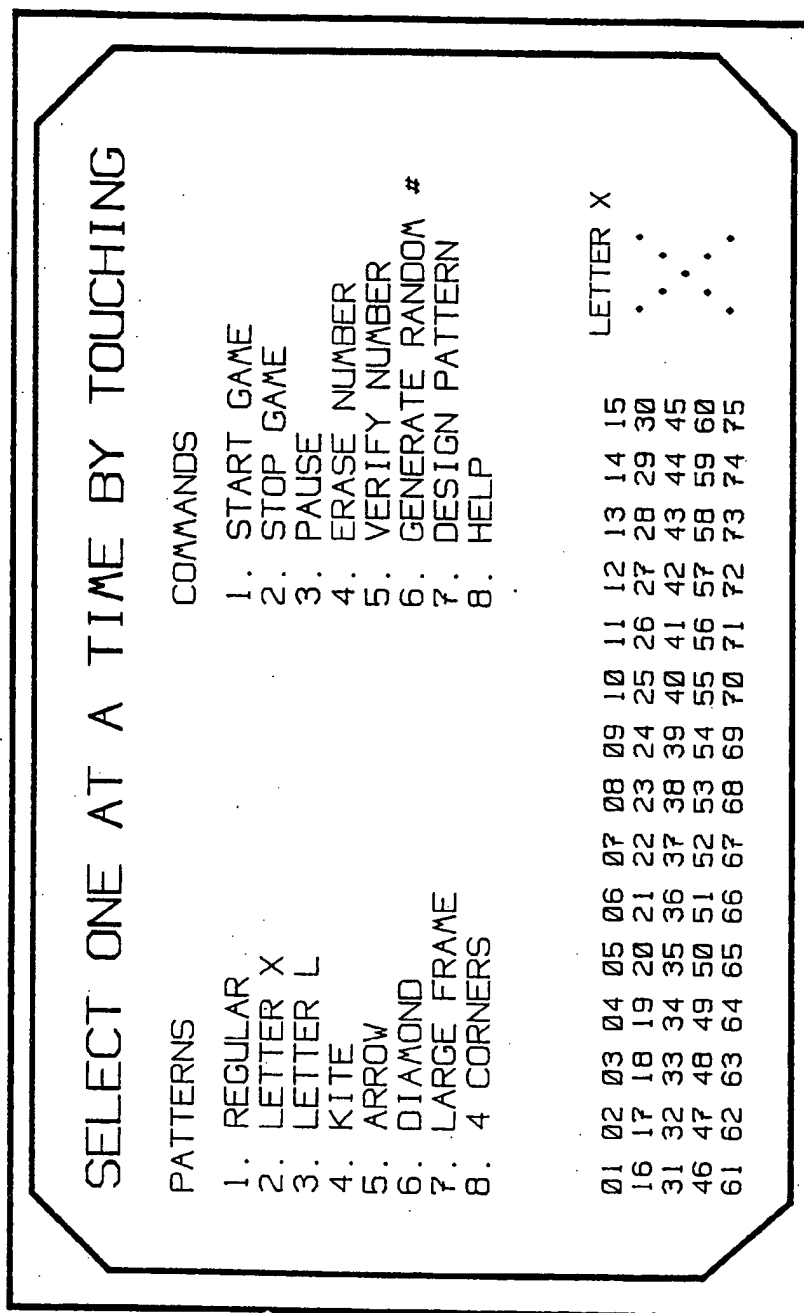 SELECT ONE AT A TIME BY TOUCHING
PATTERNS
1. REGULAR
2. LETTER X
3. LETTER L
4. KITE
5. ARROW
6. DIAMOND
7. LARGE FRAME
8. 4 CORNERS
COMMANDS
1. START GAME
2. STOP GAME
3. PAUSE
4. ERASE NUMBER
5. VERIFY NUMBER
6. GENERATE RANDOM #
7. DESIGN PATTERN
8. HELP
01 02 03 04 05 06 07 08 09 10 11 12 13 14 15
16 17 18 19 20 21 22 23 24 25 26 27 28 29 30
31 32 33 34 35 36 37 38 39 40 41 42 43 44 45
46 47 48 49 50 51 52 53 54 55 56 57 58 59 60
61 62 63 64 65 66 67 68 69 70 71 72 73 74 75
LETTER X